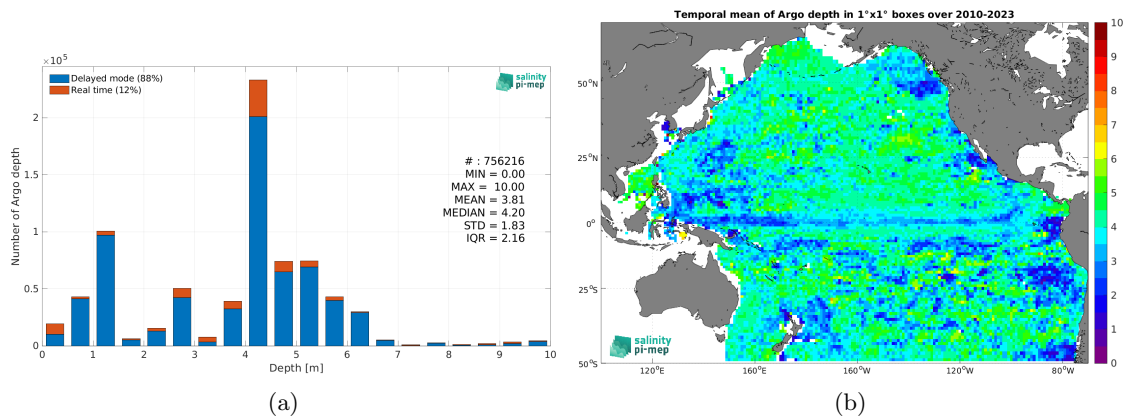 ×10^5
Delayed mode (88%)
Real time (12%)
salinity
pi-mep
# : 756216
MIN = 0.00
MAX = 10.00
MEAN = 3.81
MEDIAN = 4.20
STD = 1.83
IQR = 2.16
Number of Argo depth
2
1.5
1
0.5
0
0 1 2 3 4 5 6 7 8 9 10
Depth [m]
(a)
Temporal mean of Argo depth in 1°x1° boxes over 2010-2023
50°N
25°N
0°
25°S
50°S
120°E 160°E 160°W 120°W 80°W
salinity
pi-mep
10
9
8
7
6
5
4
3
2
1
0
(b)